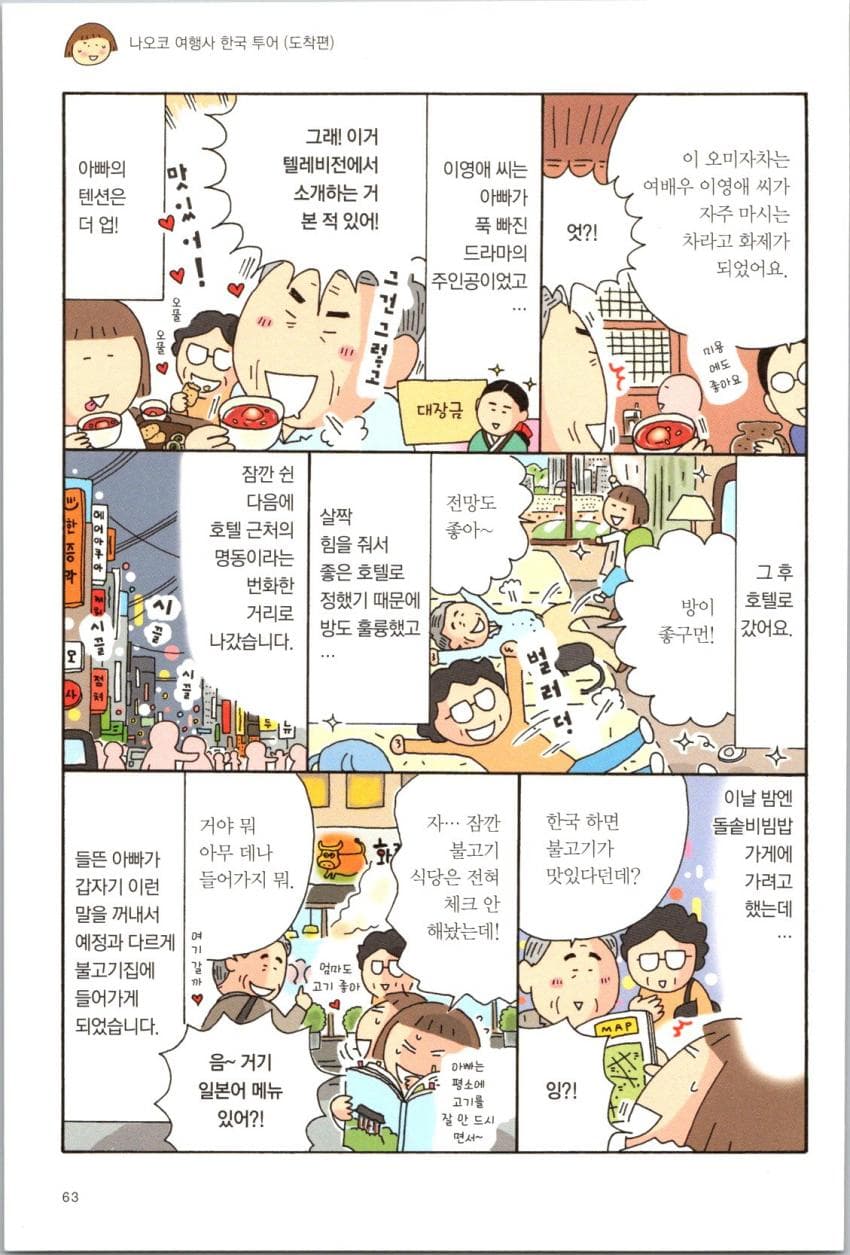 나오코 여행사 한국 투어 (도착편)
이 오미자차는
여배우 이영애 씨가
자주 마시는
차라고 화제가
되었어요.
미용
에도
좋아요
엇?!
이영애 씨는
아빠가
푹 빠진
드라마의
주인공이었고
…
대장금
그래! 이거
텔레비전에서
소개하는 거
본 적 있어!
그건 그렇고
맛있어!
오물
오물
아빠의
텐션은
더 업!
그 후
호텔로
갔어요.
방이
좋구먼!
전망도
좋아~
벌러덩
살짝
힘을 줘서
좋은 호텔로
정했기 때문에
방도 훌륭했고
…
잠깐 쉰
다음에
호텔 근처의
명동이라는
번화한
거리로
나갔습니다.
시끌
시끌
시끌
한증막
점쳐
모
사
두
뉴
이날 밤엔
돌솥비빔밥
가게에
가려고
했는데
…
한국 하면
불고기가
맛있다던데?
MAP
잉?!
자… 잠깐
불고기
식당은 전혀
체크 안
해놨는데!
화
엄마도
고기 좋아
아빠는
평소에
고기를
잘 안 드시
면서~
거야 뭐
아무 데나
들어가지 뭐.
여기갈까
음~ 거기
일본어 메뉴
있어?!
들뜬 아빠가
갑자기 이런
말을 꺼내서
예정과 다르게
불고기집에
들어가게
되었습니다.
63